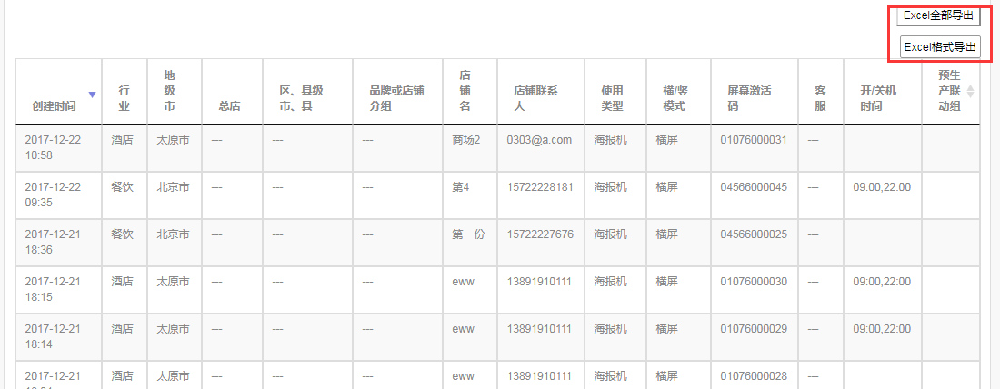 Excel全部导出
Excel格式导出
创建时间 行业 地级市 总店 区、县级市、县 品牌或店铺分组 店铺名 店铺联系人 使用类型 横/竖模式 屏幕激活码 客服 开/关机时间 预生产联动组
2017-12-22 10:58 酒店 太原市 --- --- --- 商场2 0303@a.com 海报机 横屏 01076000031 ---
2017-12-22 09:35 餐饮 北京市 --- --- --- 第4 15722228181 海报机 横屏 04566000045 --- 09:00,22:00
2017-12-21 18:36 餐饮 北京市 --- --- --- 第一份 15722227676 海报机 横屏 04566000025 ---
2017-12-21 18:15 酒店 太原市 --- --- --- eww 13891910111 海报机 横屏 01076000030 --- 09:00,22:00
2017-12-21 18:14 酒店 太原市 --- --- --- eww 13891910111 海报机 横屏 01076000029 --- 09:00,22:00
2017-12-21 酒店 太原市 --- --- --- eww 13891910111 海报机 横屏 01076000028 ---